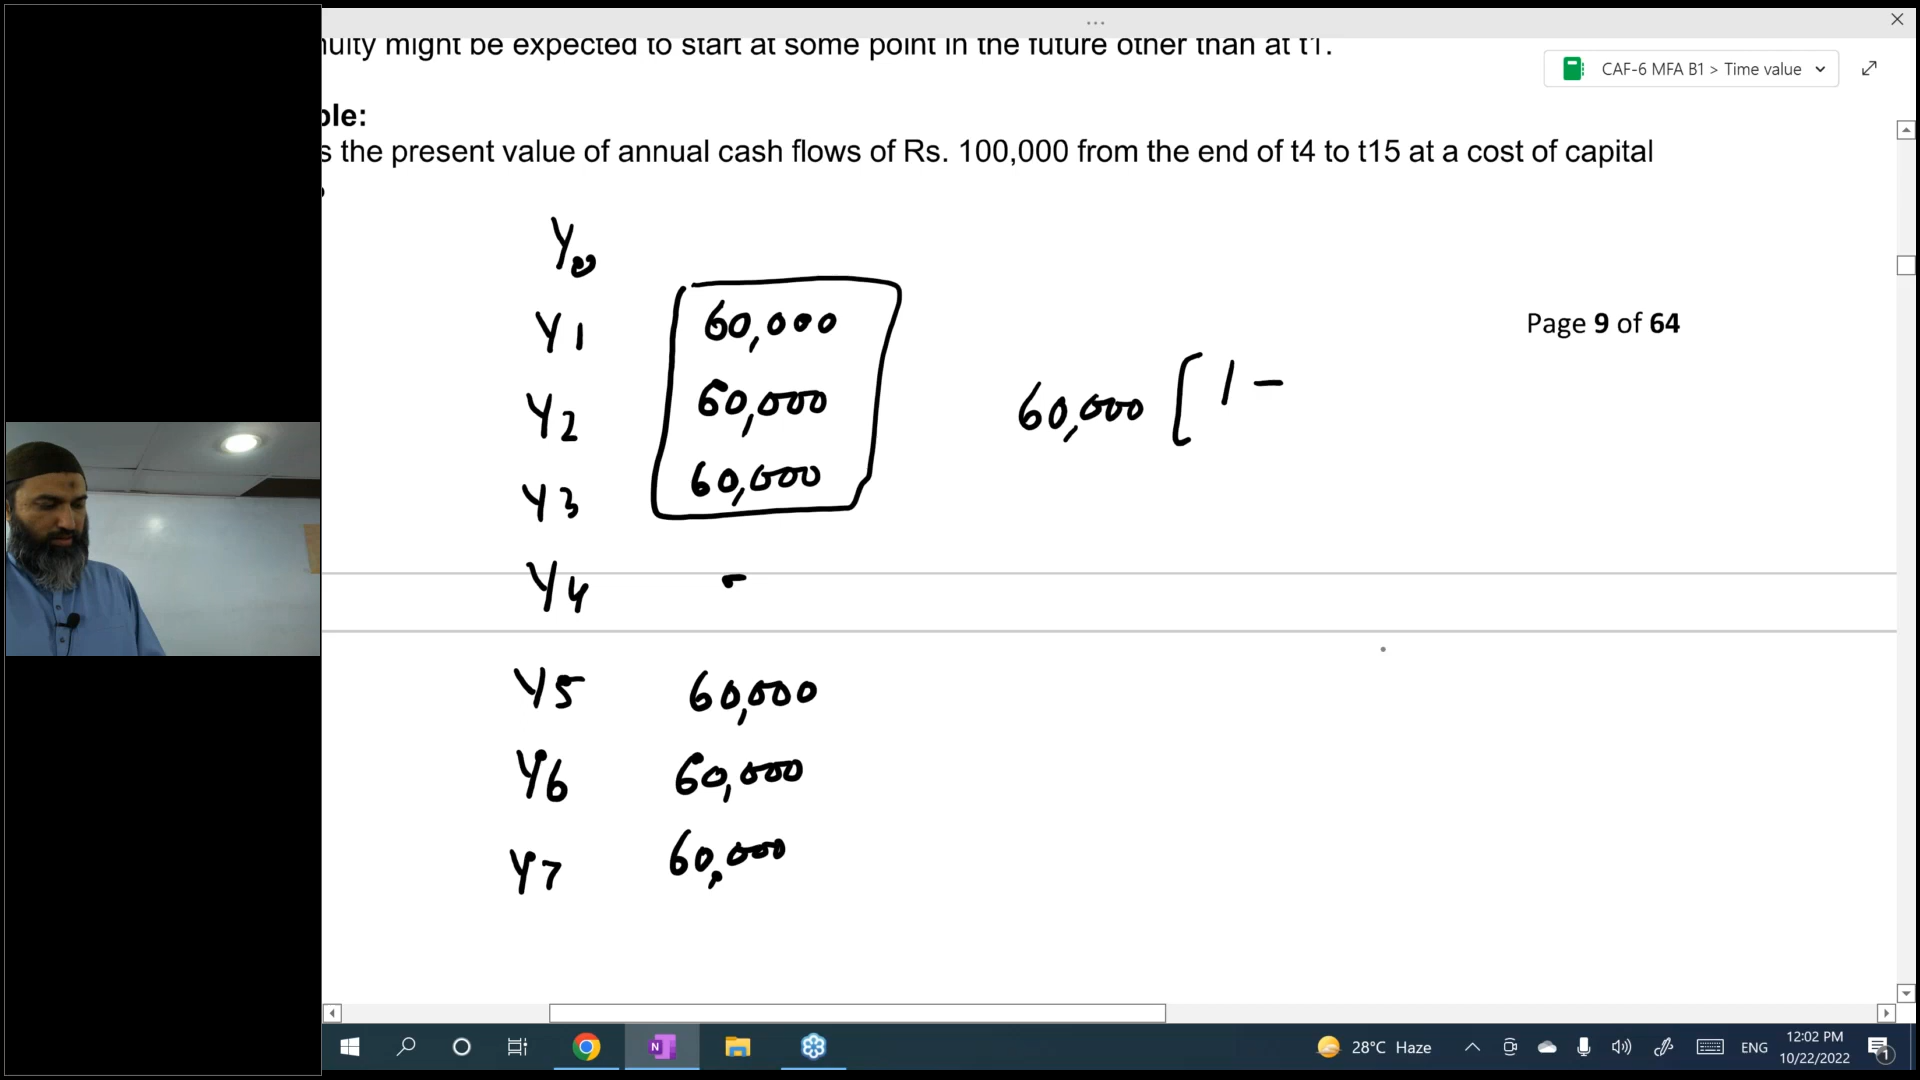 nuity might be expected to start at some point in the future other than at t1.
CAF-6 MFA B1 > Time value
ple:
s the present value of annual cash flows of Rs. 100,000 from the end of t4 to t15 at a cost of capital
Y0
Page 9 of 64
Y1 60,000
Y2 60,000 60,000 [ 1 -
Y3 60,000
Y4 -
Y5 60,000
Y6 60,000
Y7 60,000
28°C Haze
ENG
12:02 PM
10/22/2022
1